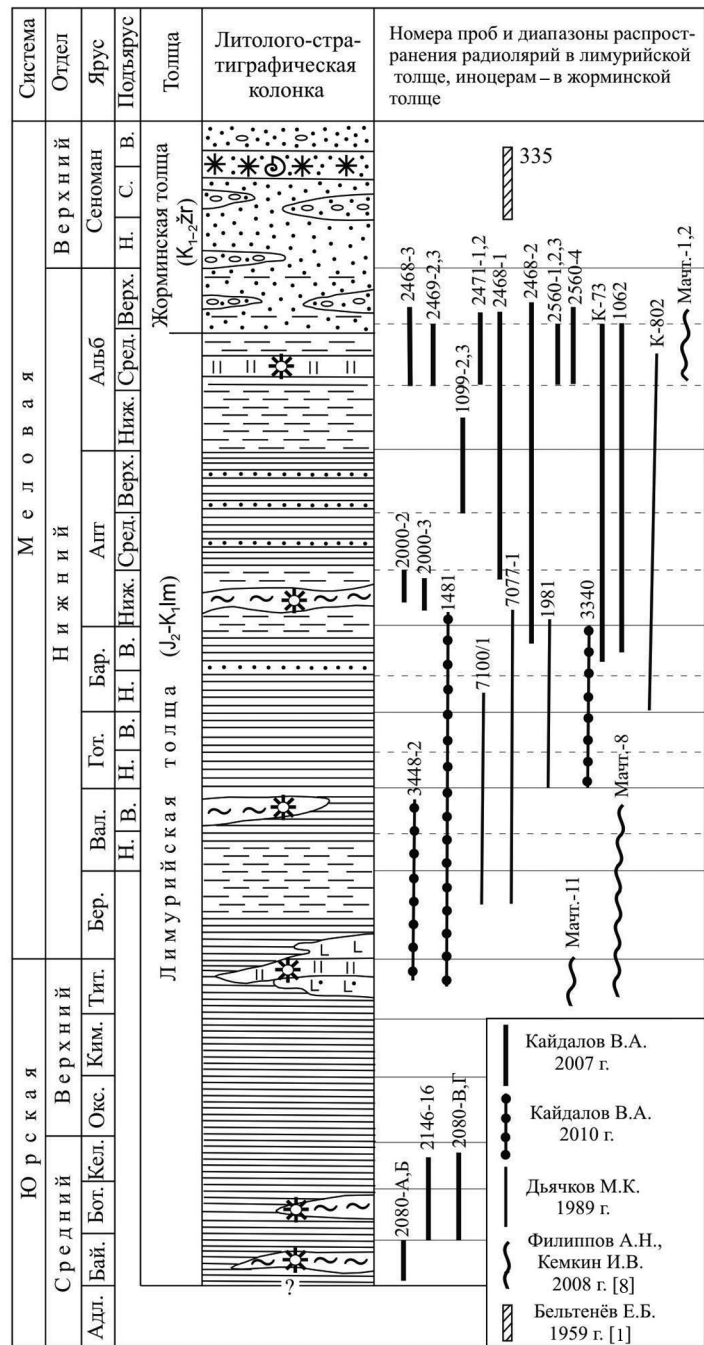 Система
Отдел
Ярус
Подъярус
Толща
Литолого-стра-
тиграфическая
колонка
Номера проб и диапазоны распрост-
ранения радиолярий в лимурийской
толще, иноцерам – в жорминской
толще
Меловая
Юрская
Верхний
Нижний
Верхний
Средний
Сеноман
Альб
Апт
Бар.
Гот.
Вал.
Бер.
Тит.
Ким.
Окс.
Кел.
Бот.
Бай.
Адл.
В.
С.
Н.
Верх.
Сред.
Ниж.
Верх.
Сред.
Ниж.
В.
Н.
В.
Н.
В.
Н.
Жорминская толща
(K₁₋₂žr)
Лимурийская толща (J₂-K₁lm)
?
335
2468-3
2469-2,3
2471-1,2
2468-1
2468-2
2560-1,2,3
2560-4
К-73
1062
К-802
Мачт.-1,2
1099-2,3
2000-2
2000-3
1481
7077-1
1981
3340
7100/1
3448-2
Мачт.-8
Мачт.-11
2146-16
2080-В,Г
2080-А,Б
Кайдалов В.А.
2007 г.
Кайдалов В.А.
2010 г.
Дьячков М.К.
1989 г.
Филиппов А.Н.,
Кемкин И.В.
2008 г. [8]
Бельтенёв Е.Б.
1959 г. [1]